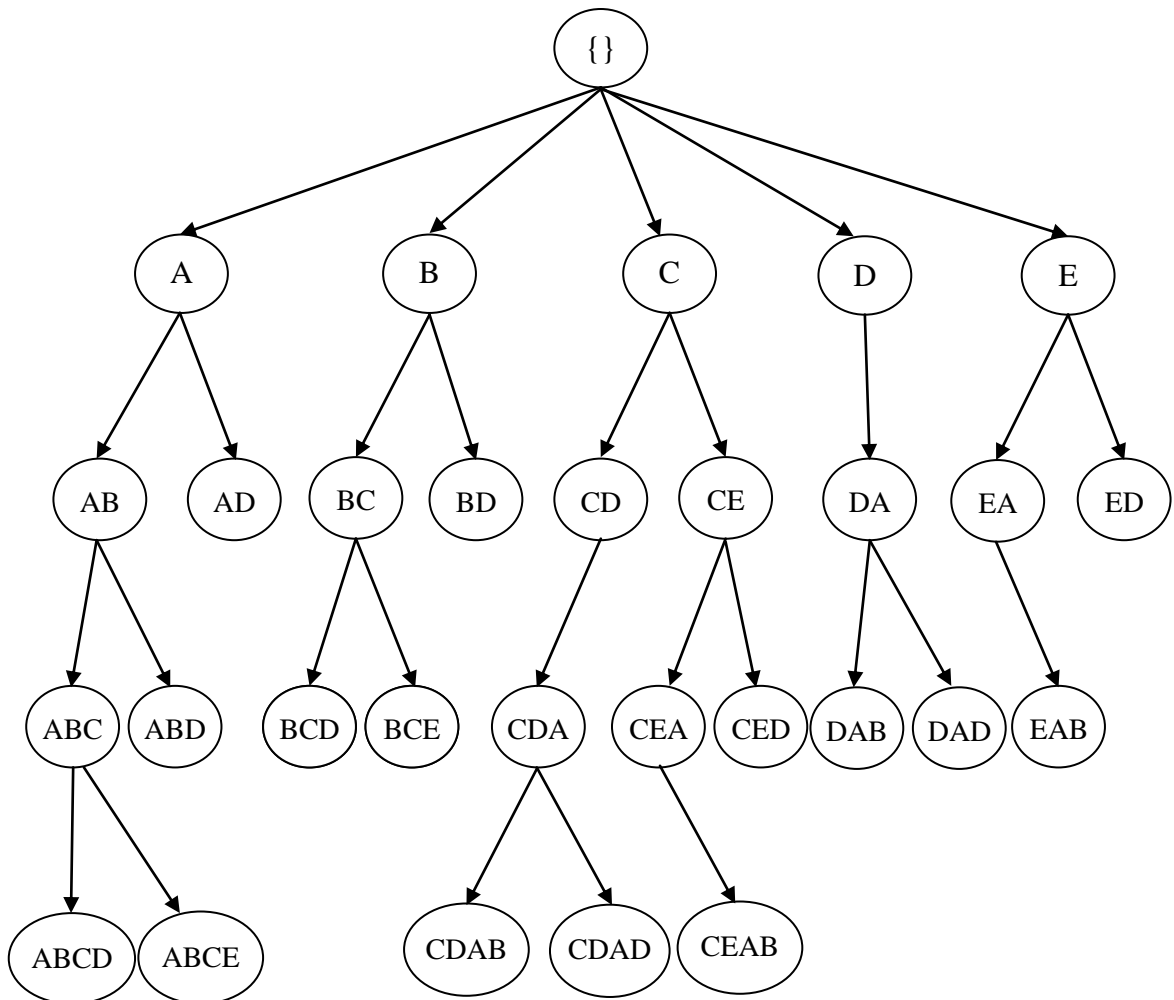 {}
A B C D E
AB AD BC BD CD CE DA EA ED
ABC ABD BCD BCE CDA CEA CED DAB DAD EAB
ABCD ABCE CDAB CDAD CEAB